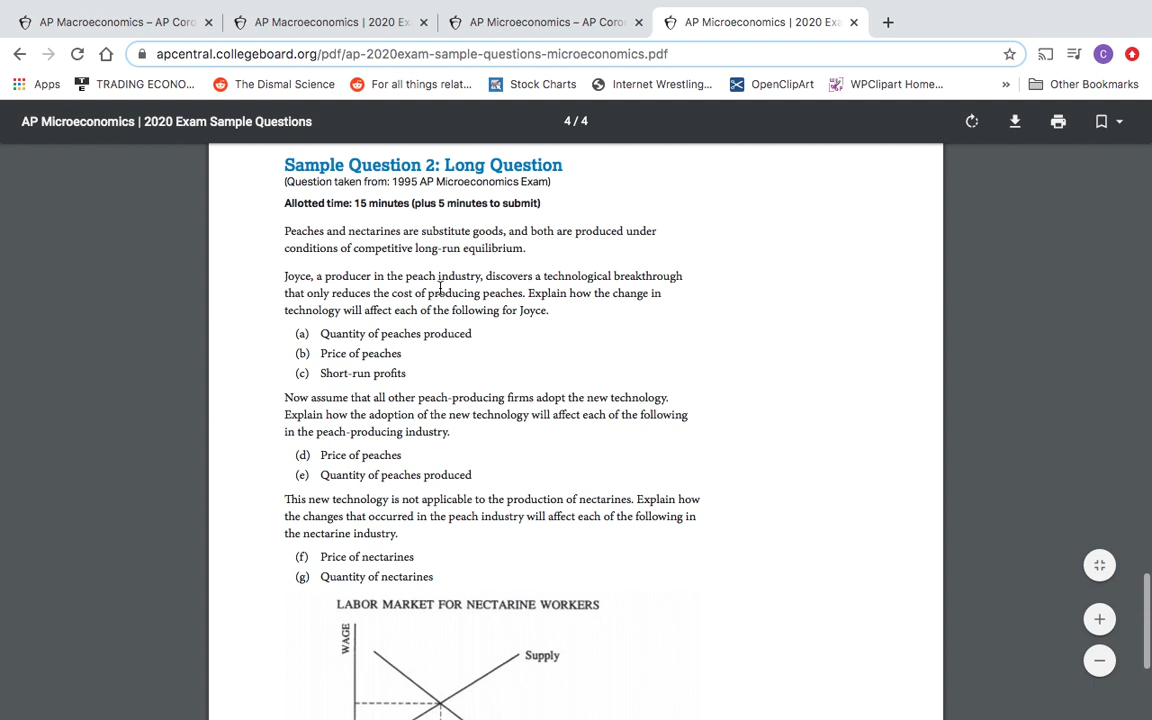 AP Macroeconomics – AP Coro
AP Macroeconomics | 2020 Ex
AP Microeconomics – AP Coro
AP Microeconomics | 2020 Exa
apcentral.collegeboard.org/pdf/ap-2020exam-sample-questions-microeconomics.pdf
C
Apps
TRADING ECONO...
The Dismal Science
For all things relat...
Stock Charts
Internet Wrestling...
OpenClipArt
WPClipart Home...
»
Other Bookmarks
AP Microeconomics | 2020 Exam Sample Questions
4 / 4
Sample Question 2: Long Question
(Question taken from: 1995 AP Microeconomics Exam)
Allotted time: 15 minutes (plus 5 minutes to submit)
Peaches and nectarines are substitute goods, and both are produced under
conditions of competitive long-run equilibrium.
Joyce, a producer in the peach industry, discovers a technological breakthrough
that only reduces the cost of producing peaches. Explain how the change in
technology will affect each of the following for Joyce.
(a) Quantity of peaches produced
(b) Price of peaches
(c) Short-run profits
Now assume that all other peach-producing firms adopt the new technology.
Explain how the adoption of the new technology will affect each of the following
in the peach-producing industry.
(d) Price of peaches
(e) Quantity of peaches produced
This new technology is not applicable to the production of nectarines. Explain how
the changes that occurred in the peach industry will affect each of the following in
the nectarine industry.
(f) Price of nectarines
(g) Quantity of nectarines
LABOR MARKET FOR NECTARINE WORKERS
WAGE
Supply